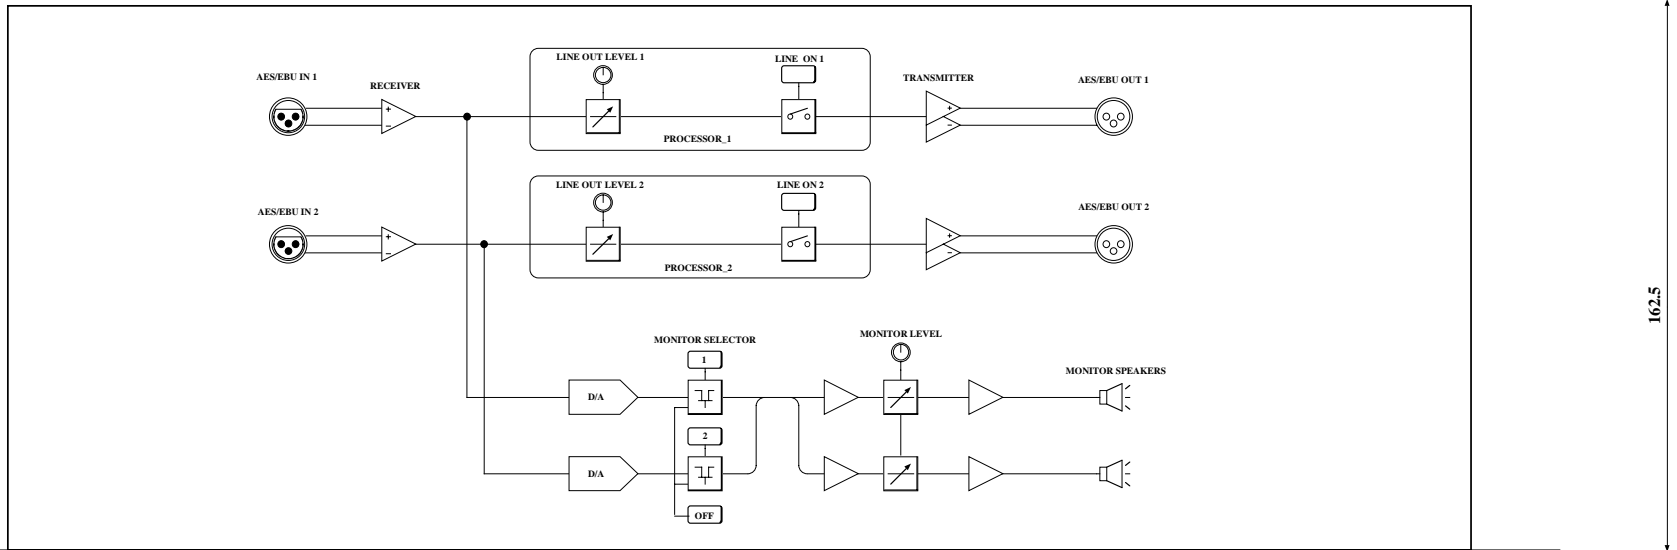 LINE OUT LEVEL 1
LINE ON 1
AES/EBU IN 1
RECEIVER
TRANSMITTER
AES/EBU OUT 1
+
−
+
−
PROCESSOR_1
LINE OUT LEVEL 2
LINE ON 2
AES/EBU IN 2
AES/EBU OUT 2
+
−
+
−
PROCESSOR_2
162.5
MONITOR SELECTOR
MONITOR LEVEL
1
MONITOR SPEAKERS
D/A
2
D/A
OFF